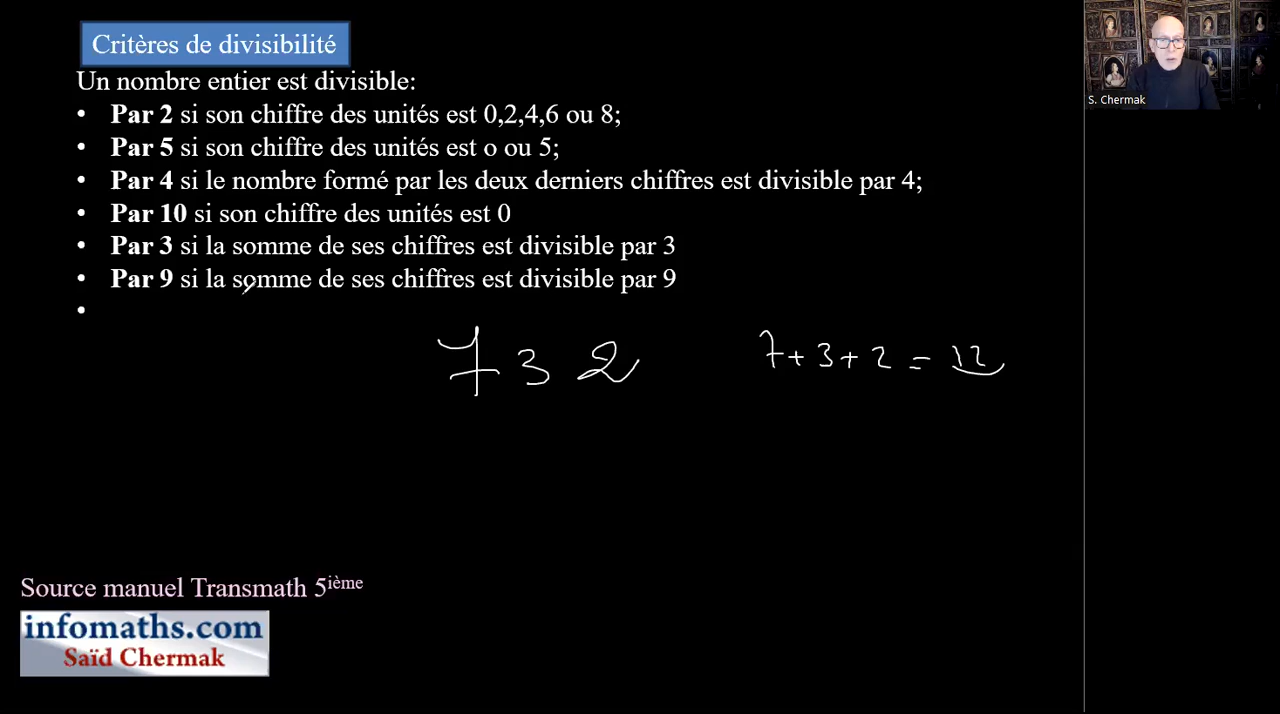 Critères de divisibilité
Un nombre entier est divisible:
• Par 2 si son chiffre des unités est 0,2,4,6 ou 8;
• Par 5 si son chiffre des unités est o ou 5;
• Par 4 si le nombre formé par les deux derniers chiffres est divisible par 4;
• Par 10 si son chiffre des unités est 0
• Par 3 si la somme de ses chiffres est divisible par 3
• Par 9 si la somme de ses chiffres est divisible par 9
•
732
7+3+2=12
Source manuel Transmath 5ième
infomaths.com
Saïd Chermak
S. Chermak